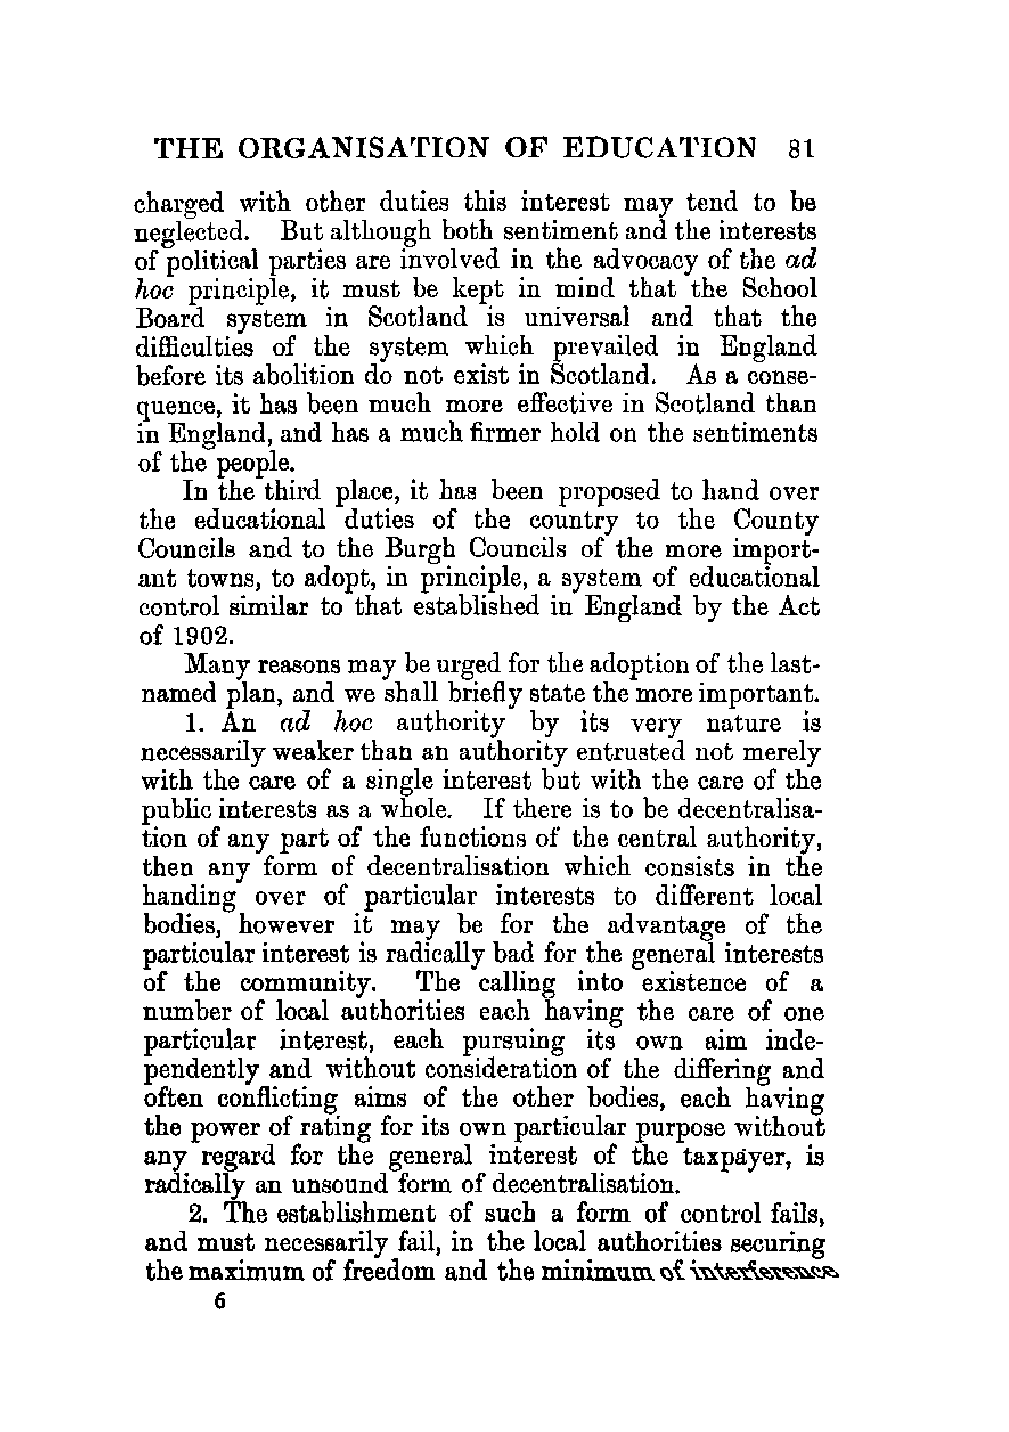 THE ORGANISATION OF EDUCATION 81
charged with other duties this interest may tend to be
neglected. But although both sentiment and the interests
of political parties are involved in the advocacy of the ad
hoc principle, it must be kept in mind that the School
Board system in Scotland is universal and that the
difficulties of the system which prevailed in England
before its abolition do not exist in Scotland. As a conse-
quence, it has been much more effective in Scotland than
in England, and has a much firmer hold on the sentiments
of the people.
In the third place, it has been proposed to hand over
the educational duties of the country to the County
Councils and to the Burgh Councils of the more import-
ant towns, to adopt, in principle, a system of educational
control similar to that established in England by the Act
of 1902.
Many reasons may be urged for the adoption of the last-
named plan, and we shall briefly state the more important.
1. An ad hoc authority by its very nature is
necessarily weaker than an authority entrusted not merely
with the care of a single interest but with the care of the
public interests as a whole. If there is to be decentralisa-
tion of any part of the functions of the central authority,
then any form of decentralisation which consists in the
handing over of particular interests to different local
bodies, however it may be for the advantage of the
particular interest is radically bad for the general interests
of the community. The calling into existence of a
number of local authorities each having the care of one
particular interest, each pursuing its own aim inde-
pendently and without consideration of the differing and
often conflicting aims of the other bodies, each having
the power of rating for its own particular purpose without
any regard for the general interest of the taxpayer, is
radically an unsound form of decentralisation.
2. The establishment of such a form of control fails,
and must necessarily fail, in the local authorities securing
the maximum of freedom and the minimum of interference
6